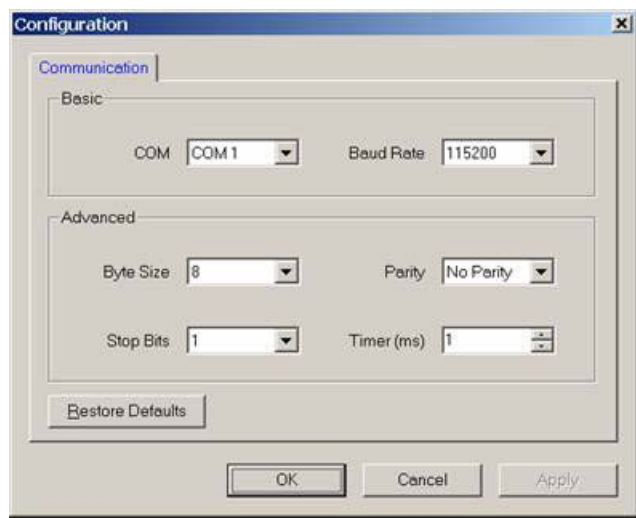 Configuration
Communication
Basic
COM COM 1 Baud Rate 115200
Advanced
Byte Size 8 Parity No Parity
Stop Bits 1 Timer (ms) 1
Restore Defaults
OK Cancel Apply